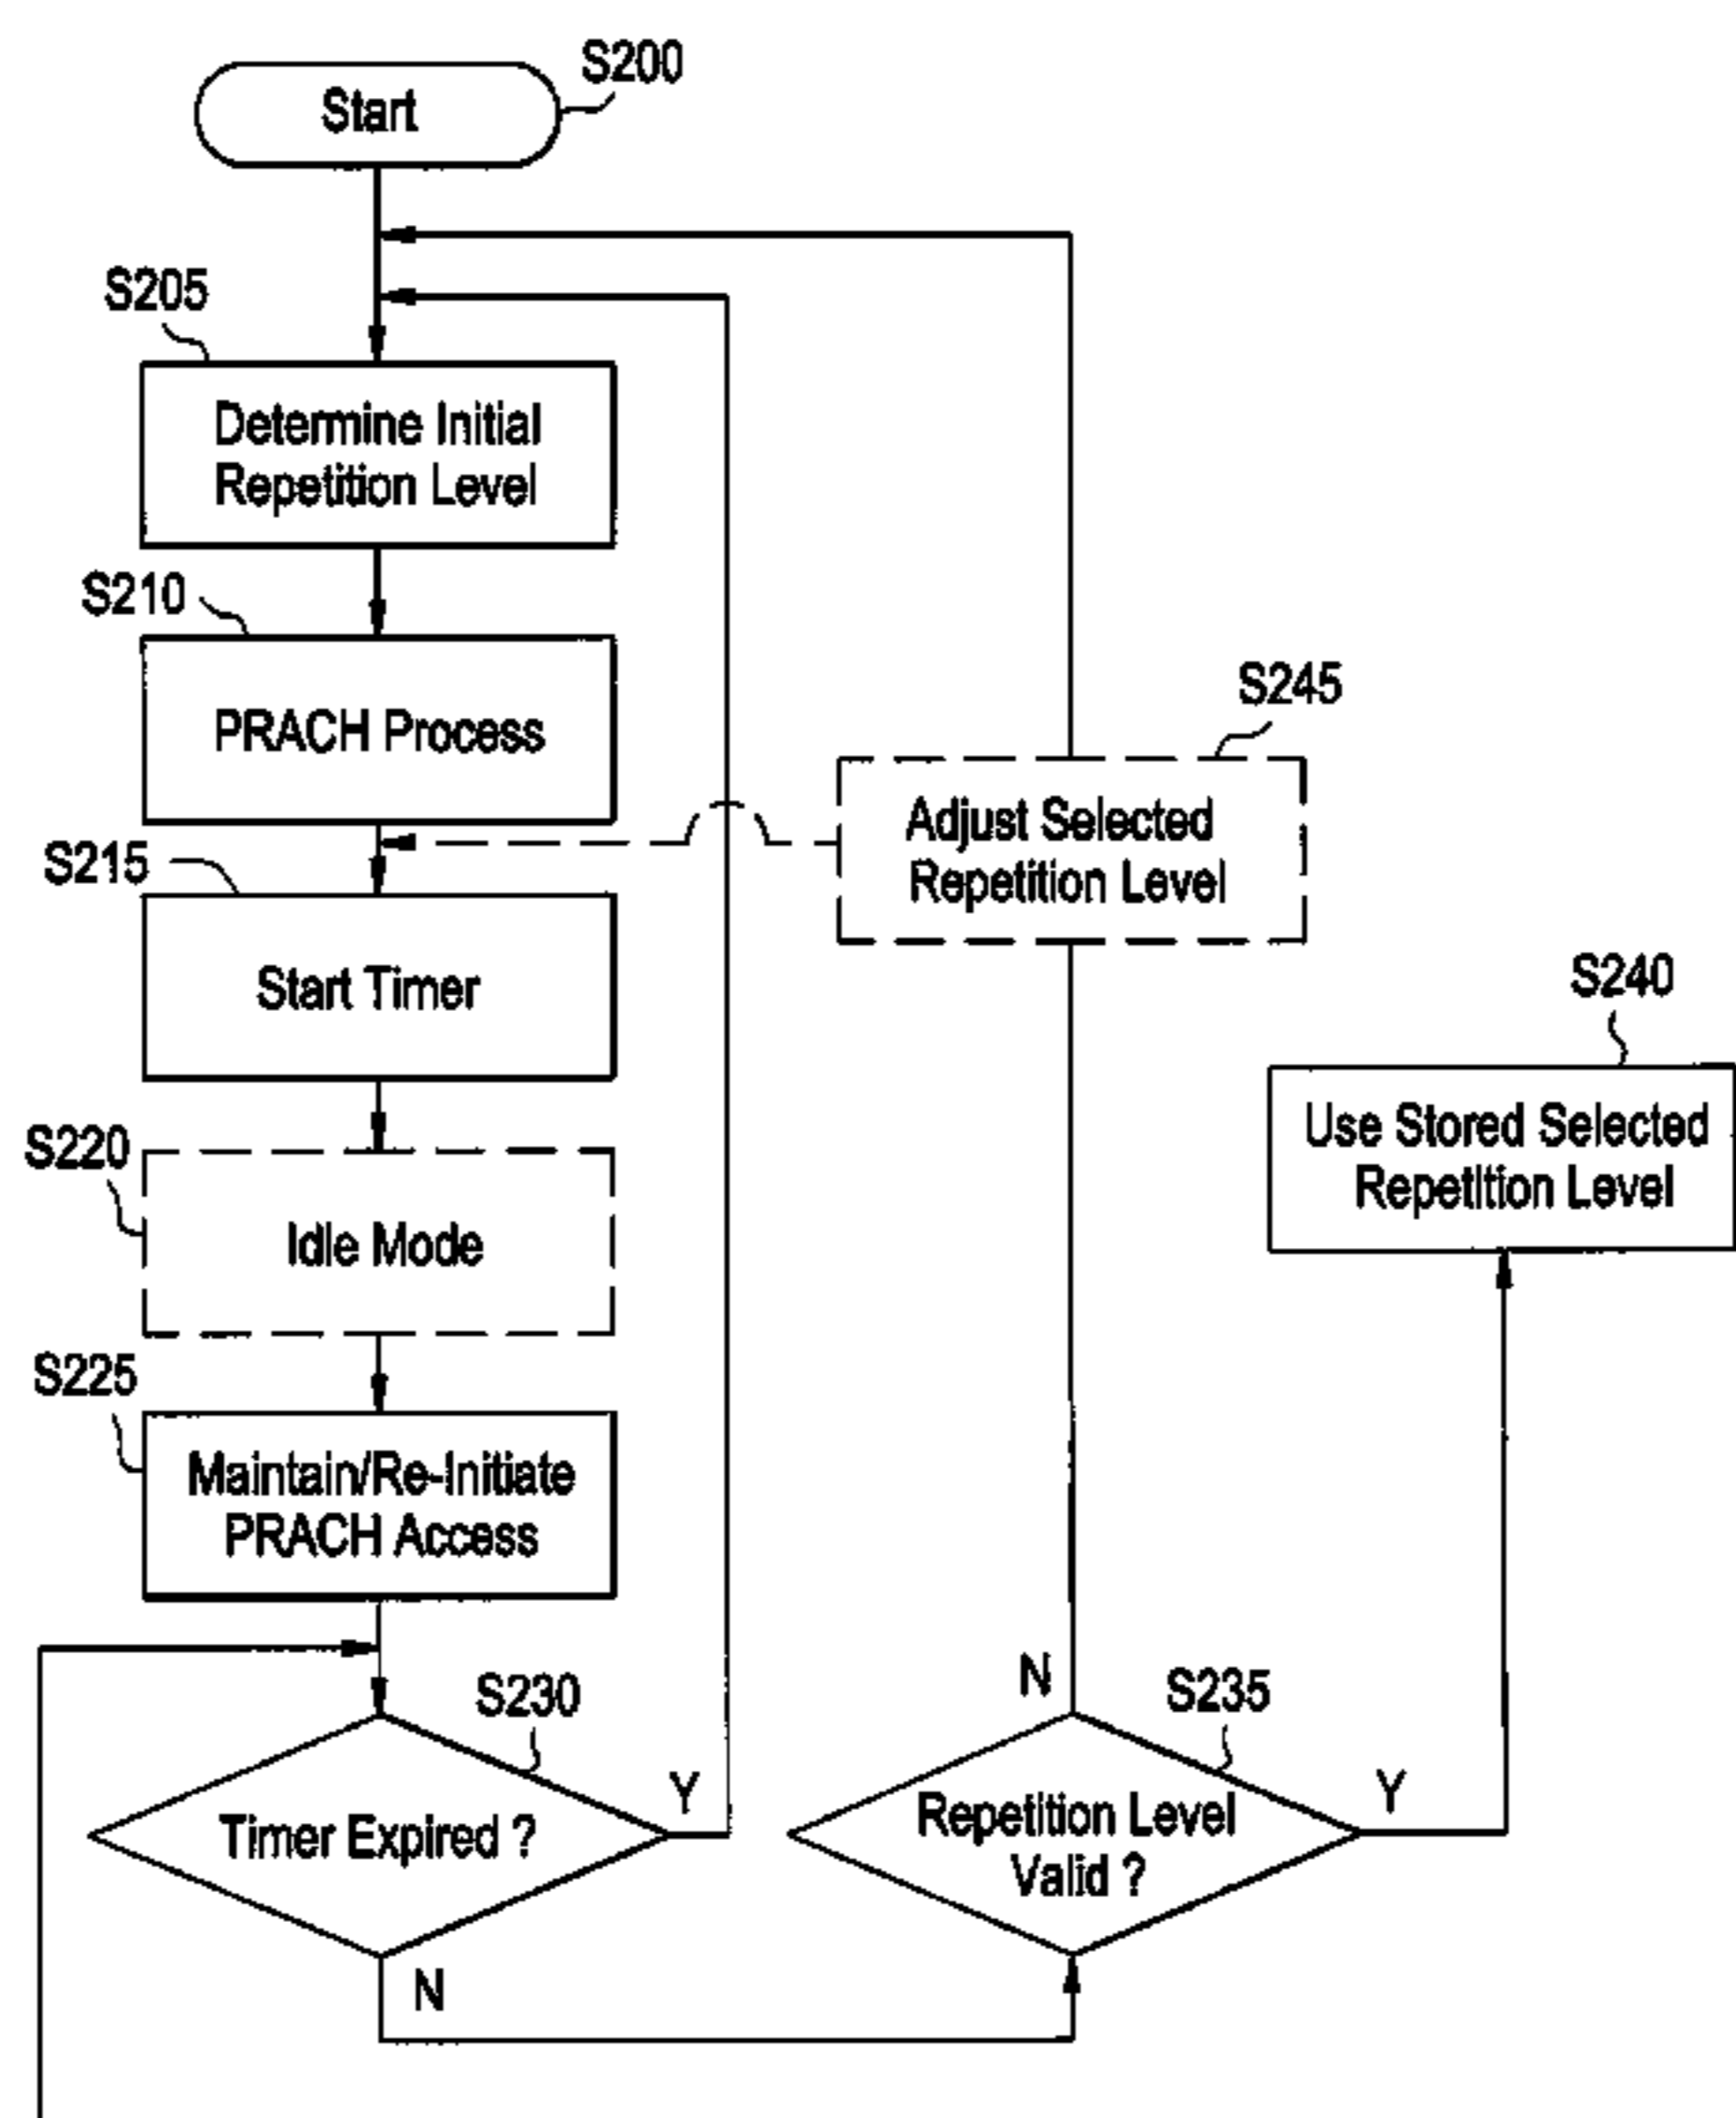 S200
Start
S205
Determine Initial
Repetition Level
S210
PRACH Process
S245
Adjust Selected
Repetition Level
S215
Start Timer
S240
Use Stored Selected
Repetition Level
S220
Idle Mode
S225
Maintain/Re-Initiate
PRACH Access
S230
Timer Expired ?
Y
N
S235
Repetition Level
Valid ?
N
Y